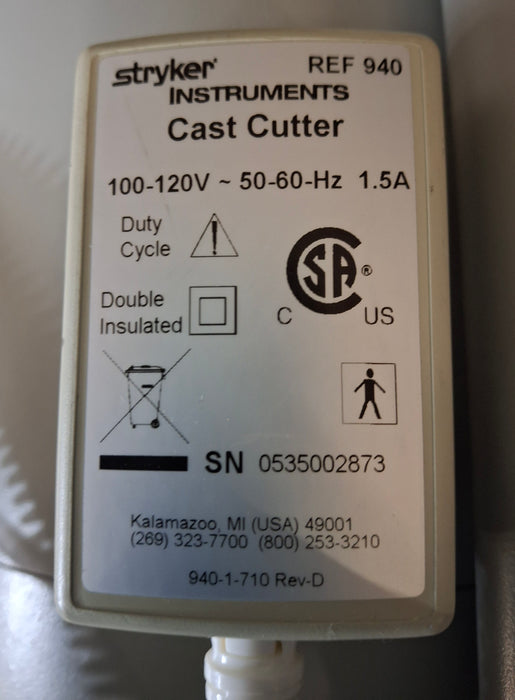 stryker REF 940
INSTRUMENTS
Cast Cutter
100-120V ~ 50-60-Hz 1.5A
Duty
Cycle
!
Double
Insulated
SA ®
C US
SN 0535002873
Kalamazoo, MI (USA) 49001
(269) 323-7700 (800) 253-3210
940-1-710 Rev-D